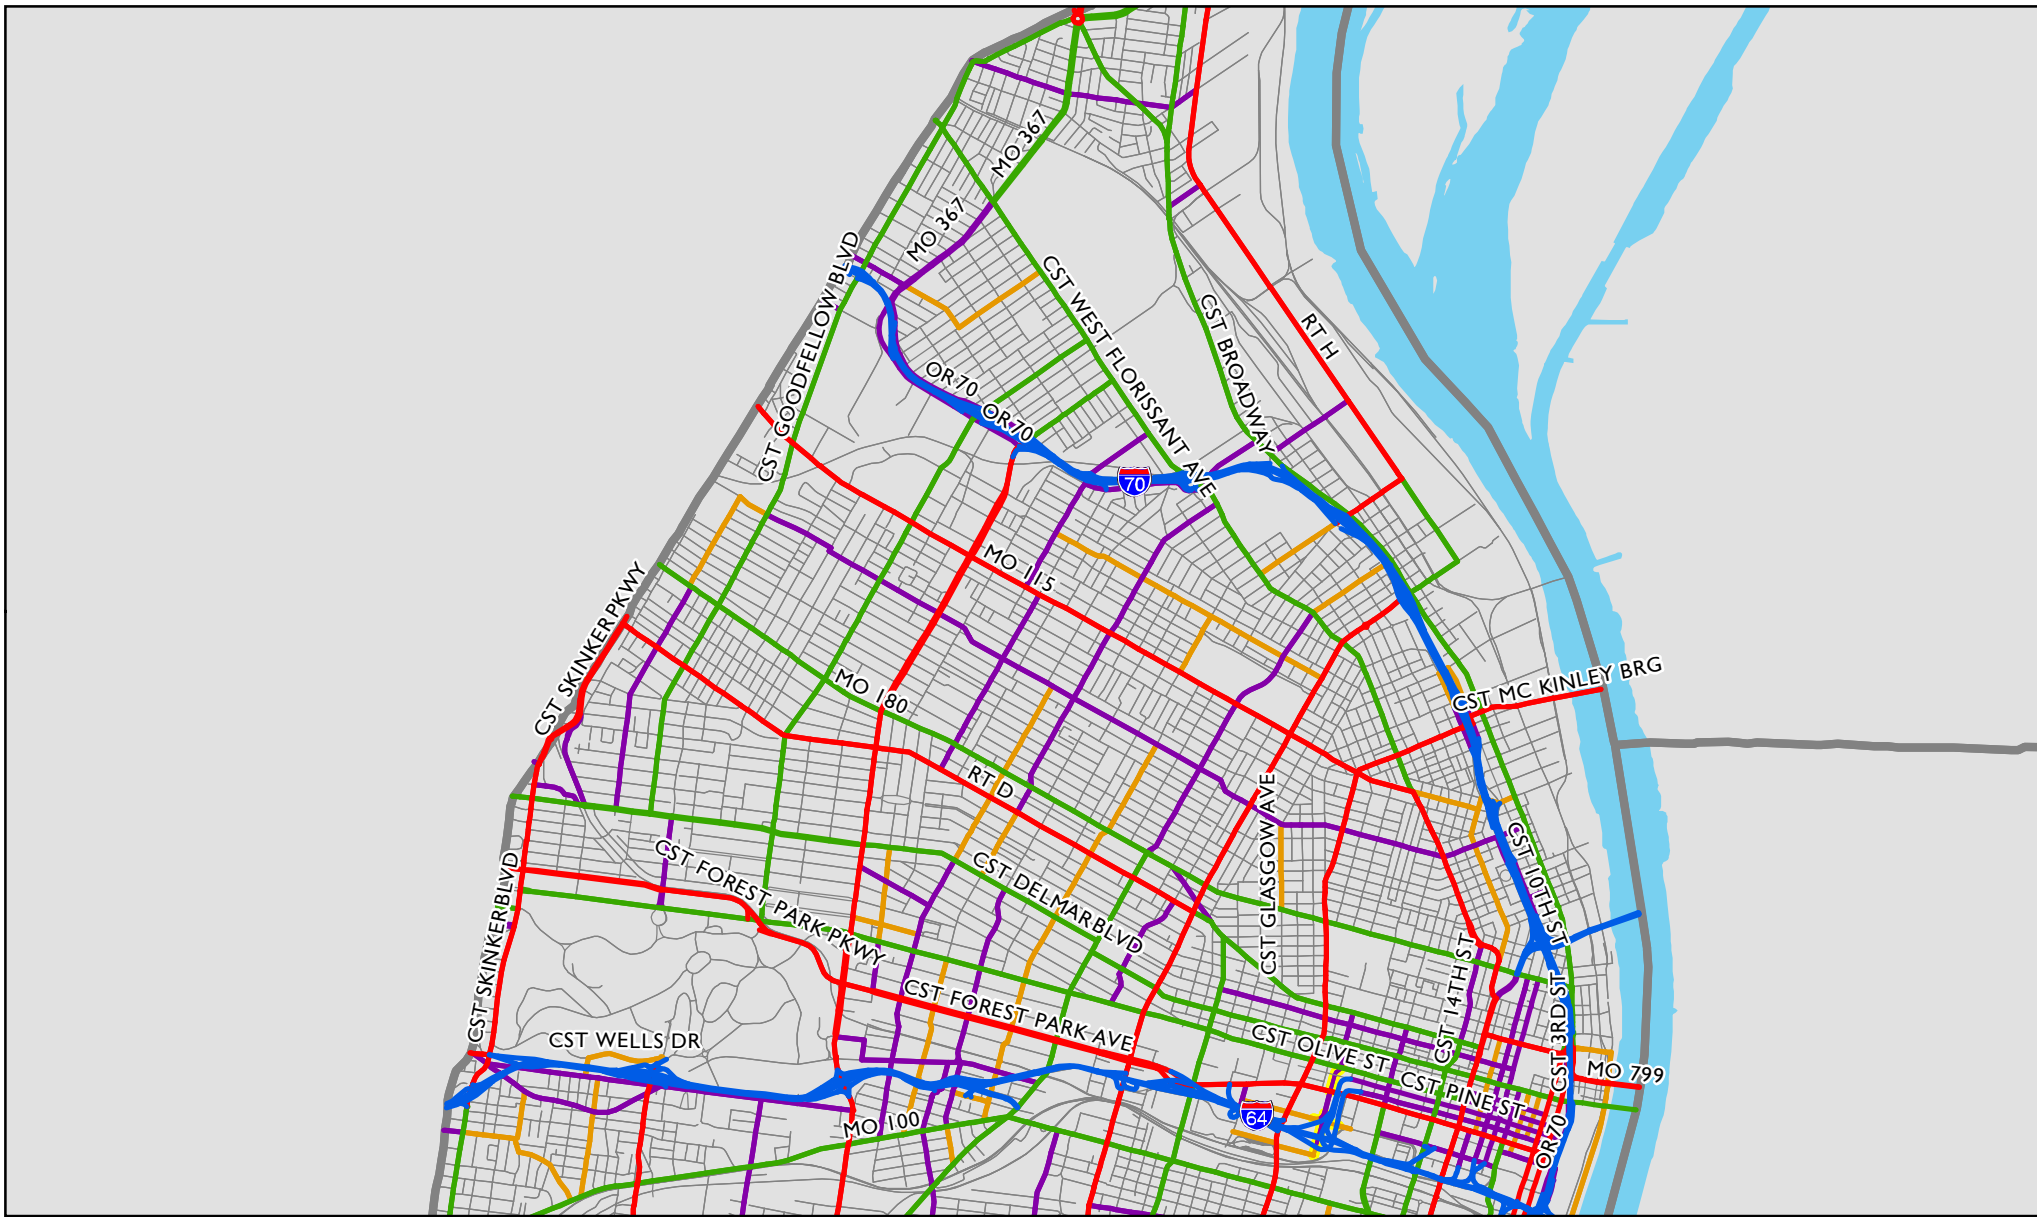 MO 367
MO 367
CST GOODFELLOW BLVD
CST WEST FLORISSANT AVE
CST BROADWAY
RT H
OR 70
OR 70
70
MO 115
CST SKINKER PKWY
MO 180
CST MC KINLEY BRG
RT D
CST GLASGOW AVE
CST FOREST PARK PKWY
CST DELMAR BLVD
CST 10TH ST
CST SKINKER BLVD
CST 14TH ST
CST 3RD ST
CST FOREST PARK AVE
CST WELLS DR
CST OLIVE ST
CST PINE ST
MO 799
64
MO 100
OR 70